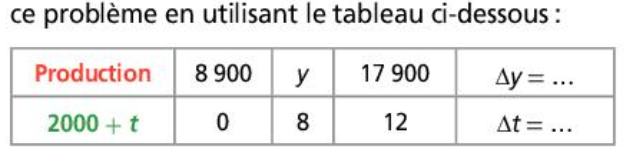 ce problème en utilisant le tableau ci-dessous :
Production 8 900 y 17 900 Δy = ...
2000 + t 0 8 12 Δt = ...